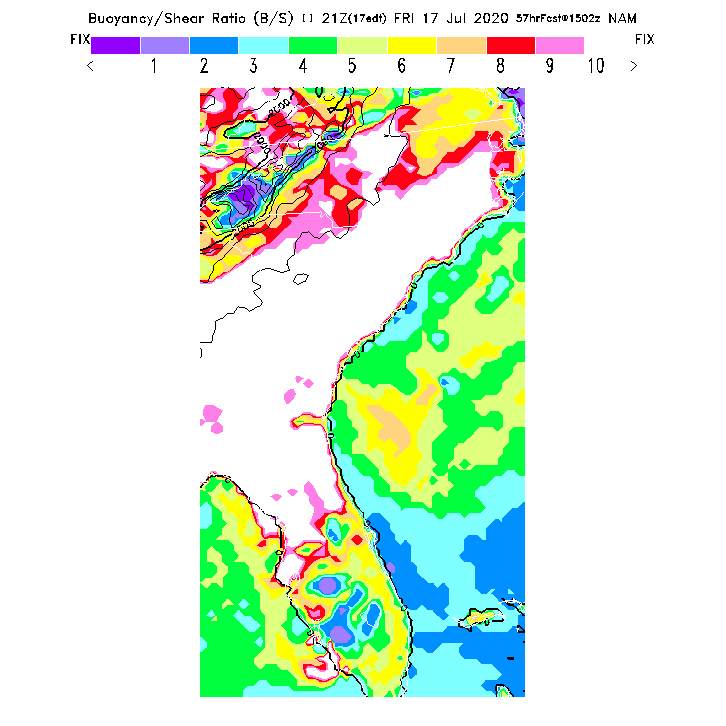 Buoyancy/Shear Ratio (B/S) [] 21Z(17edt) FRI 17 Jul 2020 57hrFcst@1502z NAM
FIX FIX
< 1 2 3 4 5 6 7 8 9 10 >